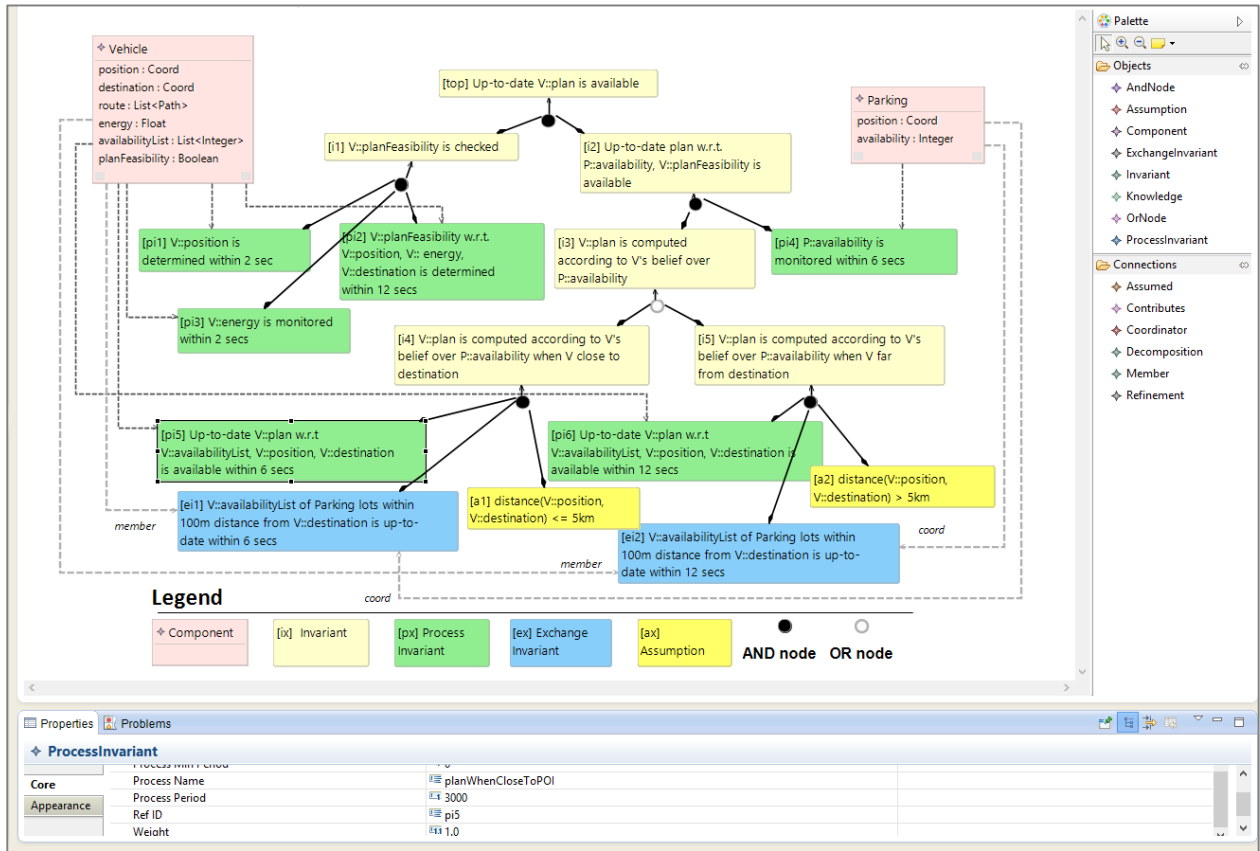 Vehicle
position : Coord
destination : Coord
route : List<Path>
energy : Float
availabilityList : List<Integer>
planFeasibility : Boolean
[top] Up-to-date V::plan is available
Parking
position : Coord
availability : Integer
[i1] V::planFeasibility is checked
[i2] Up-to-date plan w.r.t.
P::availability, V::planFeasibility is
available
[pi1] V::position is
determined within 2 sec
[pi2] V::planFeasibility w.r.t.
V::position, V:: energy,
V::destination is determined
within 12 secs
[i3] V::plan is computed
according to V's belief over
P::availability
[pi4] P::availability is
monitored within 6 secs
[pi3] V::energy is monitored
within 2 secs
[i4] V::plan is computed according to V's
belief over P::availability when V close to
destination
[i5] V::plan is computed according to V's
belief over P::availability when V far
from destination
[pi5] Up-to-date V::plan w.r.t
V::availabilityList, V::position, V::destination
is available within 6 secs
[pi6] Up-to-date V::plan w.r.t
V::availabilityList, V::position, V::destination is
available within 12 secs
[a2] distance(V::position,
V::destination) > 5km
[ei1] V::availabilityList of Parking lots within
100m distance from V::destination is up-to-
date within 6 secs
[a1] distance(V::position,
V::destination) <= 5km
[ei2] V::availabilityList of Parking lots within
100m distance from V::destination is up-to-
date within 12 secs
member
coord
member
coord
Legend
Component
[ix] Invariant
[px] Process
Invariant
[ex] Exchange
Invariant
[ax]
Assumption
AND node
OR node
Palette
Objects
AndNode
Assumption
Component
ExchangeInvariant
Invariant
Knowledge
OrNode
ProcessInvariant
Connections
Assumed
Contributes
Coordinator
Decomposition
Member
Refinement
Properties
Problems
ProcessInvariant
Core
Appearance
Process Min Period 0
Process Name planWhenCloseToPOI
Process Period 3000
Ref ID pi5
Weight 1.0